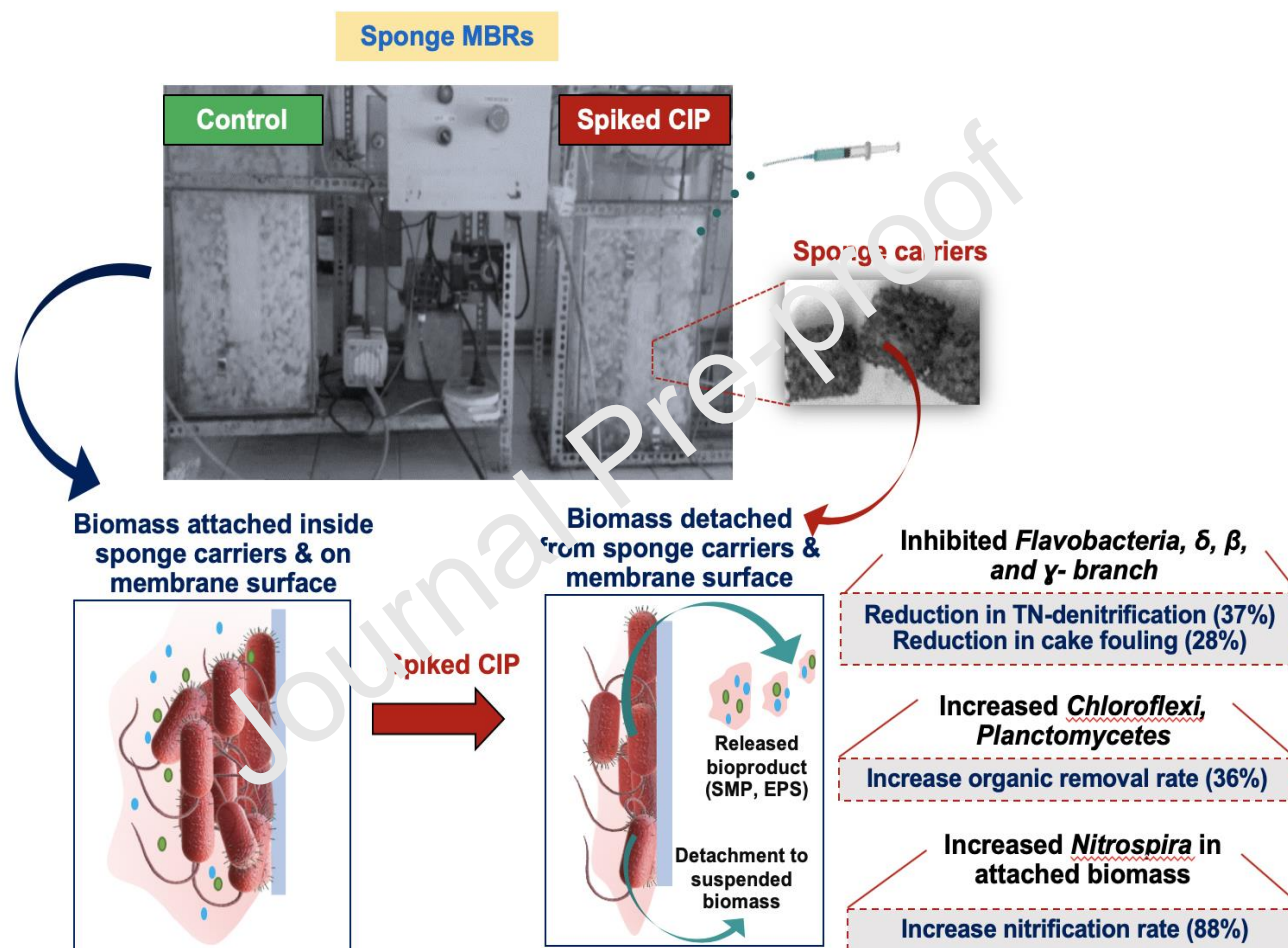 Sponge MBRs
Control
Spiked CIP
Sponge carriers
Journal Pre-proof
Biomass attached inside
sponge carriers & on
membrane surface
Spiked CIP
Biomass detached
from sponge carriers &
membrane surface
Released
bioproduct
(SMP, EPS)
Detachment to
suspended
biomass
Inhibited Flavobacteria, δ, β,
and γ- branch
Reduction in TN-denitrification (37%)
Reduction in cake fouling (28%)
Increased Chloroflexi,
Planctomycetes
Increase organic removal rate (36%)
Increased Nitrospira in
attached biomass
Increase nitrification rate (88%)